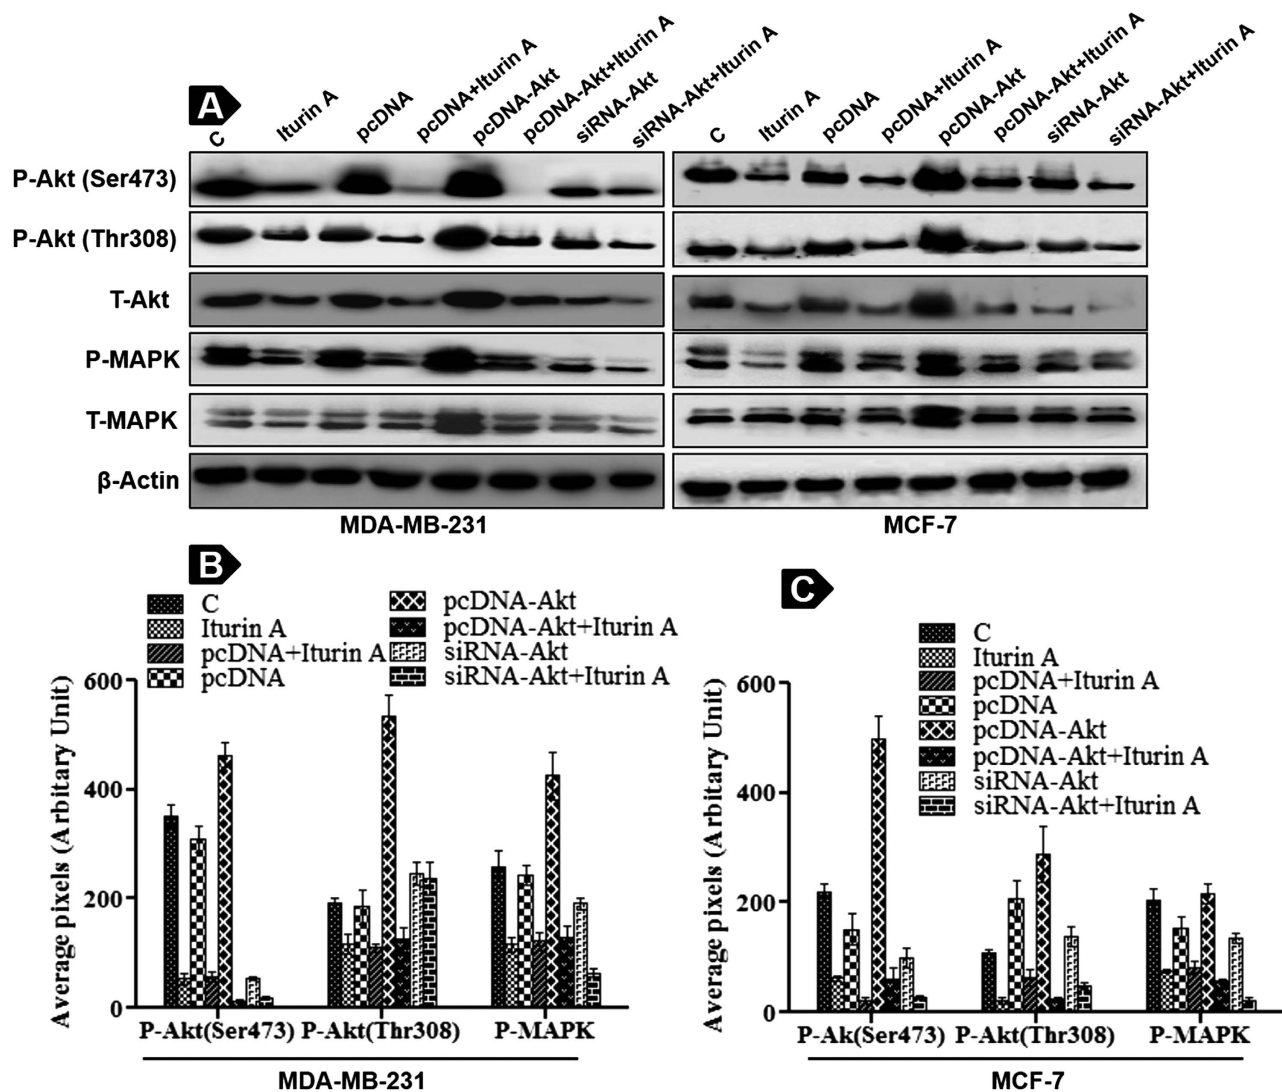 A
C
Iturin A
pcDNA
pcDNA+Iturin A
pcDNA-Akt
pcDNA-Akt+Iturin A
siRNA-Akt
siRNA-Akt+Iturin A
C
Iturin A
pcDNA
pcDNA+Iturin A
pcDNA-Akt
pcDNA-Akt+Iturin A
siRNA-Akt
siRNA-Akt+Iturin A
P-Akt (Ser473)
P-Akt (Thr308)
T-Akt
P-MAPK
T-MAPK
β-Actin
MDA-MB-231
MCF-7
B
C
Iturin A
pcDNA+Iturin A
pcDNA
pcDNA-Akt
pcDNA-Akt+Iturin A
siRNA-Akt
siRNA-Akt+Iturin A
Average pixels (Arbitary Unit)
600
400
200
0
P-Akt(Ser473)
P-Akt(Thr308)
P-MAPK
MDA-MB-231
C
C
Iturin A
pcDNA+Iturin A
pcDNA
pcDNA-Akt
pcDNA-Akt+Iturin A
siRNA-Akt
siRNA-Akt+Iturin A
Average pixels (Arbitary Unit)
600
400
200
0
P-Ak(Ser473)
P-Akt(Thr308)
P-MAPK
MCF-7